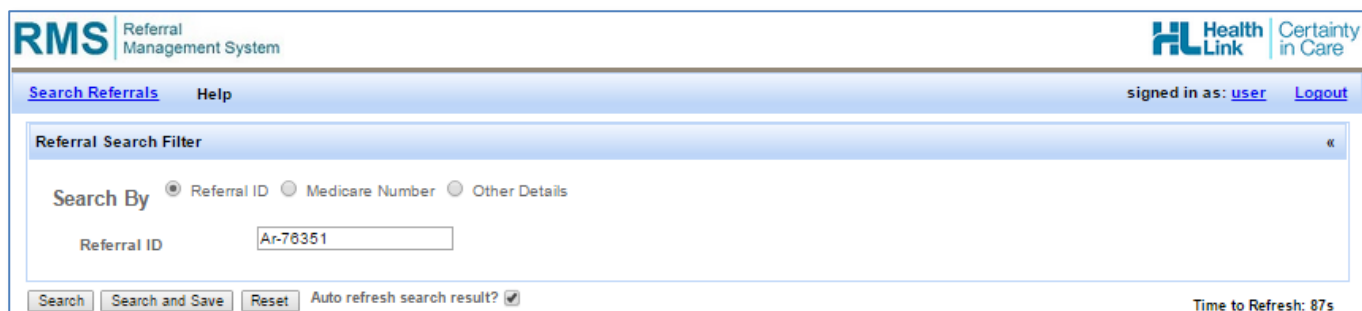 RMS Referral Management System
Health Link Certainty in Care
Search Referrals Help signed in as: user Logout
Referral Search Filter «
Search By Referral ID Medicare Number Other Details
Referral ID Ar-76351
Search Search and Save Reset Auto refresh search result? Time to Refresh: 87s